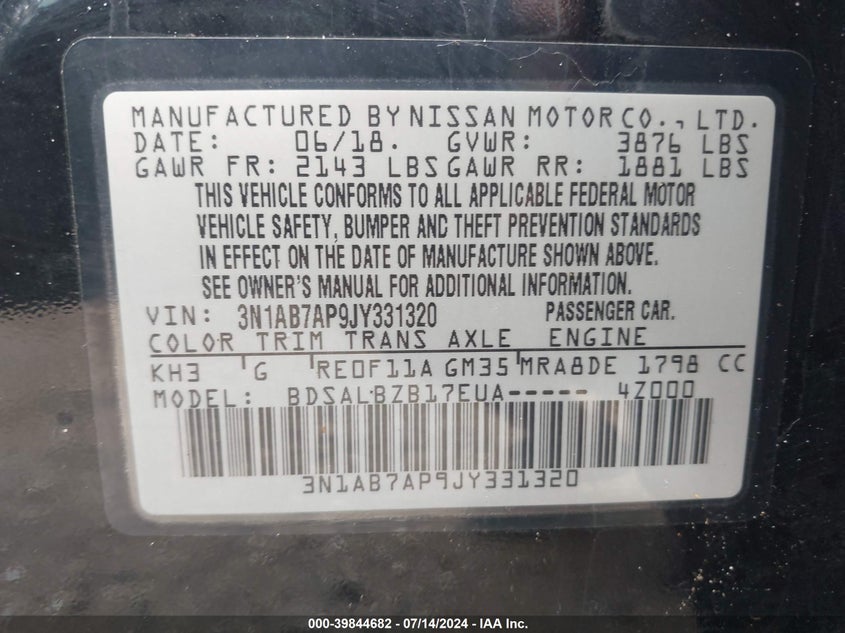 MANUFACTURED BY NISSAN MOTOR CO., LTD.
DATE: 06/18. GVWR: 3876 LBS
GAWR FR: 2143 LBS GAWR RR: 1881 LBS
THIS VEHICLE CONFORMS TO ALL APPLICABLE FEDERAL MOTOR
VEHICLE SAFETY, BUMPER AND THEFT PREVENTION STANDARDS
IN EFFECT ON THE DATE OF MANUFACTURE SHOWN ABOVE.
SEE OWNER'S MANUAL FOR ADDITIONAL INFORMATION.
VIN: 3N1AB7AP9JY331320 PASSENGER CAR.
COLOR TRIM TRANS AXLE ENGINE
KH3 G RE0F11A GM35 MRA8DE 1798 CC
MODEL: BDSALBZB17EUA----- 4Z000
3N1AB7AP9JY331320
000-39844682 - 07/14/2024 - IAA Inc.